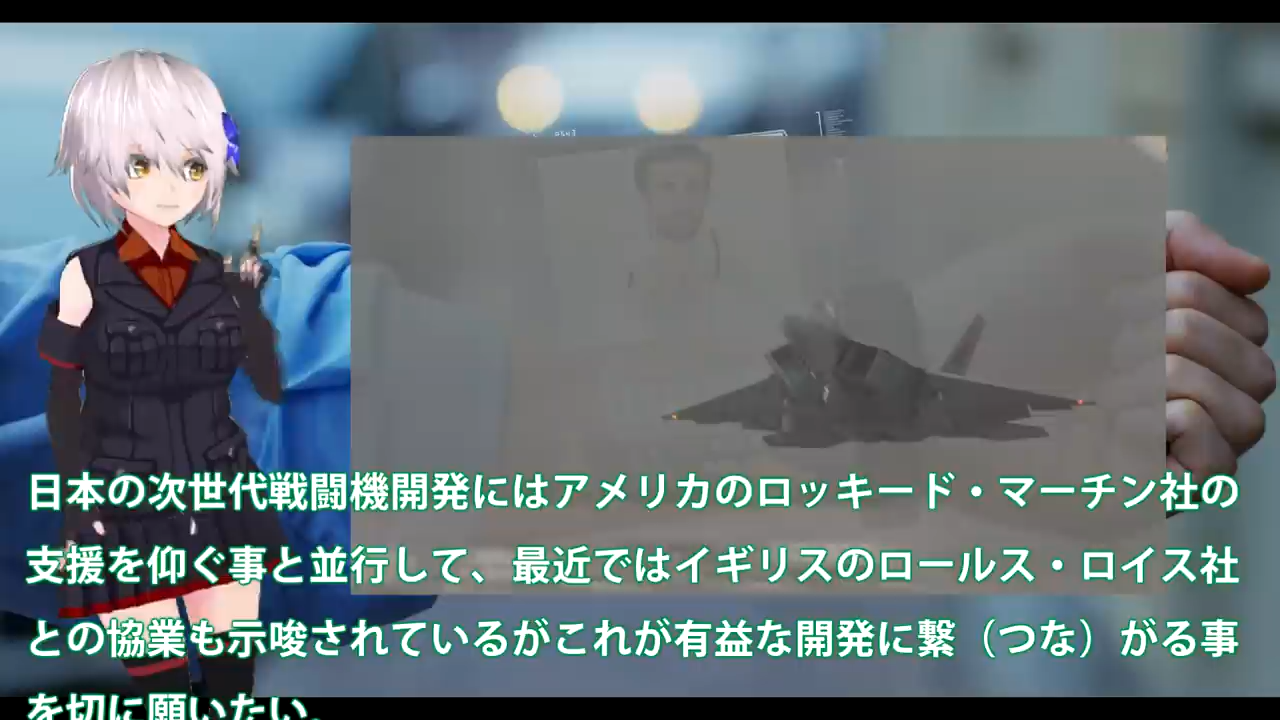 日本の次世代戦闘機開発にはアメリカのロッキード・マーチン社の
支援を仰ぐ事と並行して、最近ではイギリスのロールス・ロイス社
との協業も示唆されているがこれが有益な開発に繋（つな）がる事
を切に願いたい。